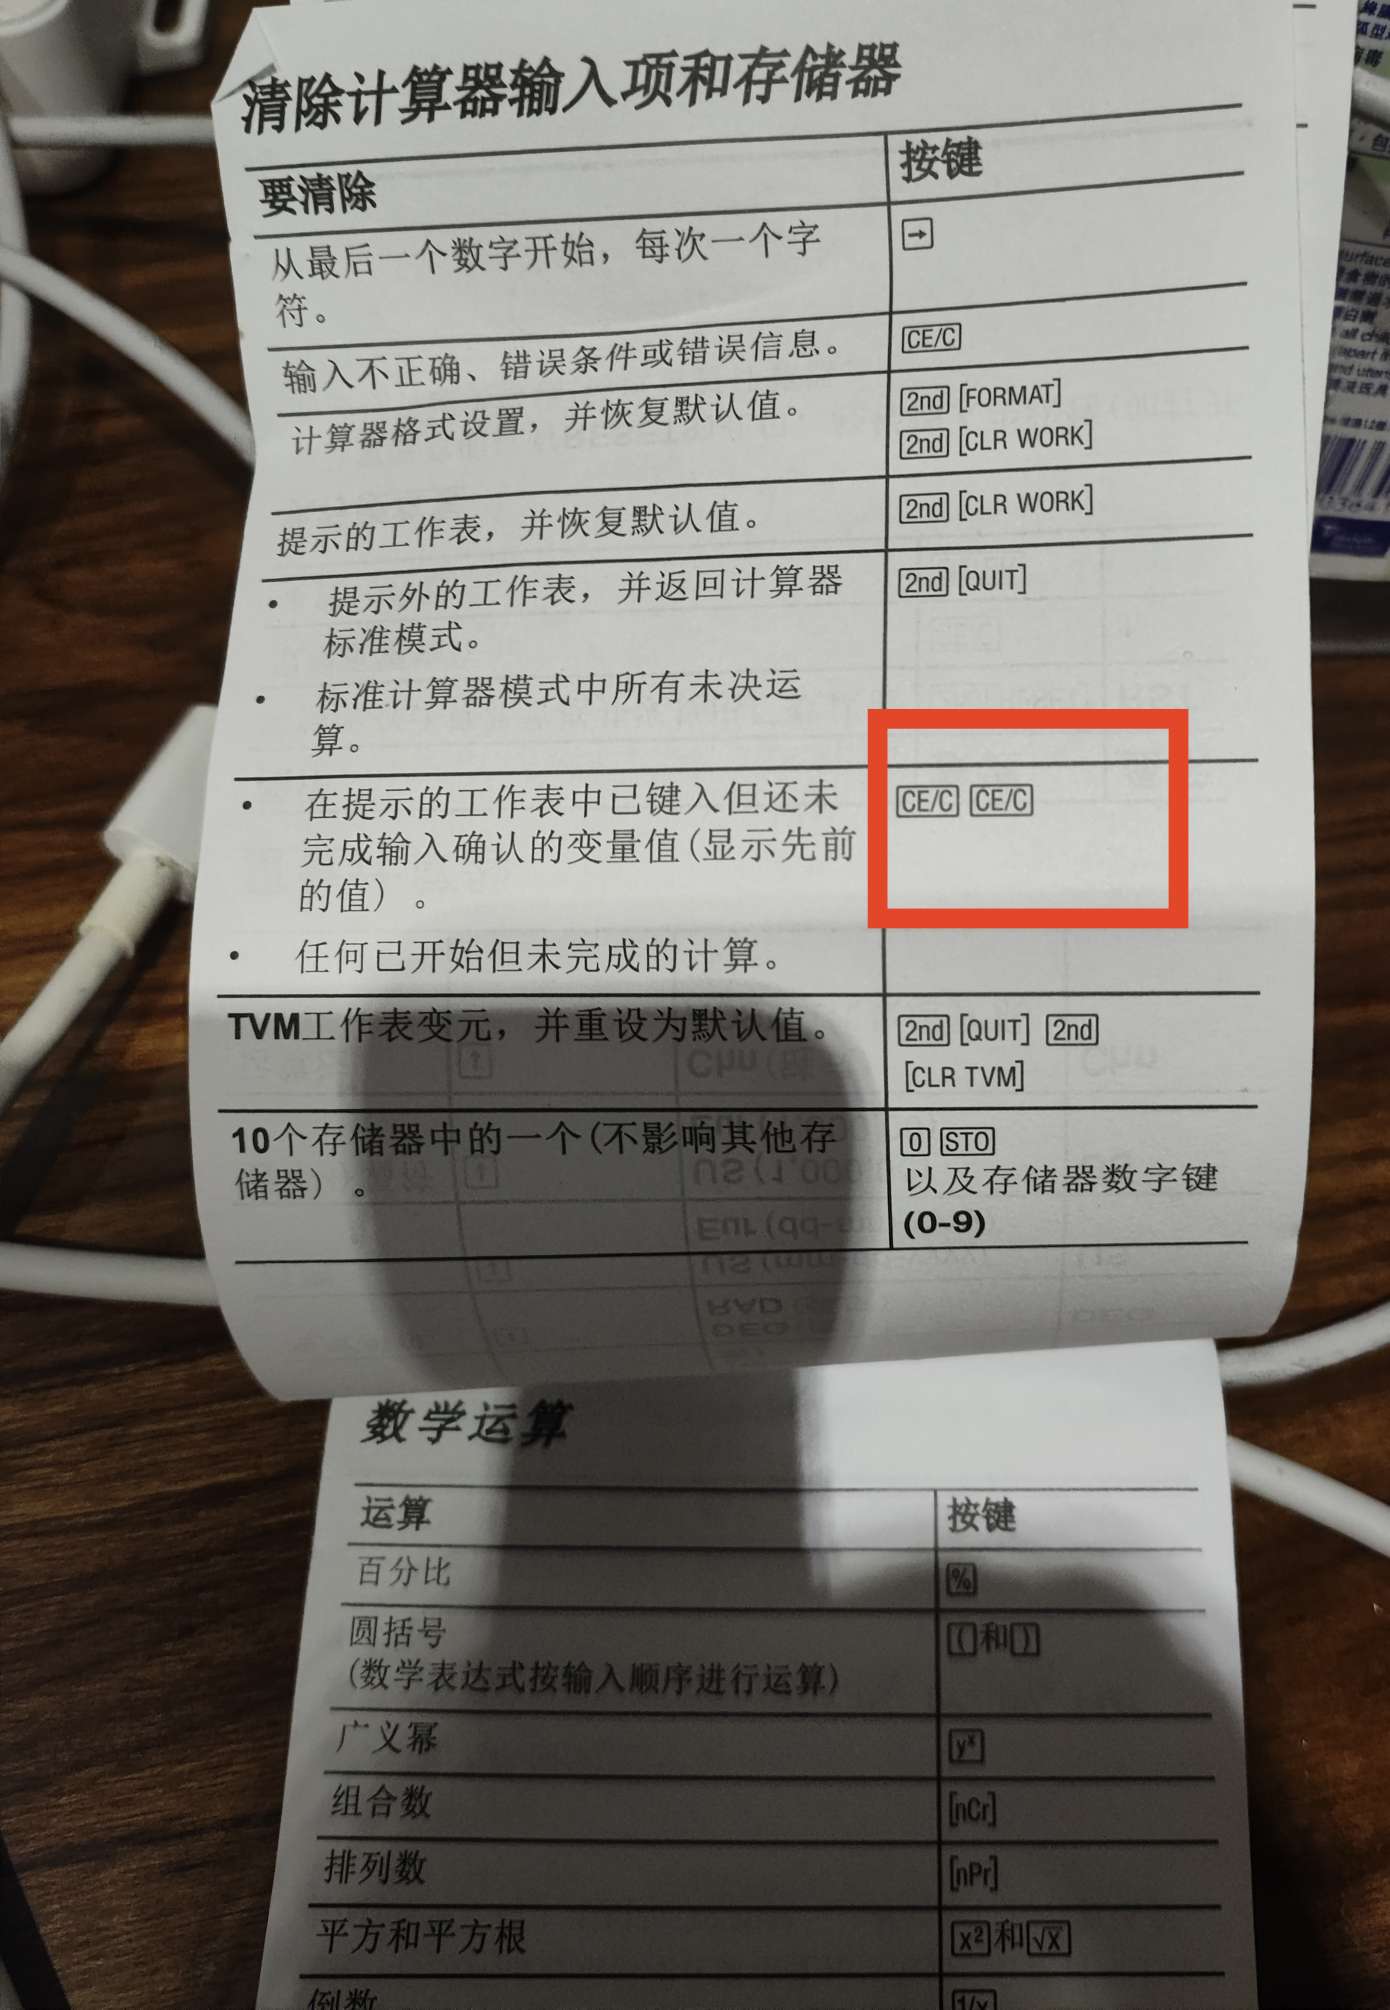 清除计算器输入项和存储器
要清除
按键
从最后一个数字开始，每次一个字
符。
→
输入不正确、错误条件或错误信息。
CE/C
计算器格式设置，并恢复默认值。
2nd [FORMAT]
2nd [CLR WORK]
提示的工作表，并恢复默认值。
2nd [CLR WORK]
• 提示外的工作表，并返回计算器
标准模式。
• 标准计算器模式中所有未决运
算。
2nd [QUIT]
• 在提示的工作表中已键入但还未
完成输入确认的变量值(显示先前
的值）。
• 任何已开始但未完成的计算。
CE/C CE/C
TVM工作表变元，并重设为默认值。
2nd [QUIT] 2nd
[CLR TVM]
10个存储器中的一个(不影响其他存
储器）。
0 STO
以及存储器数字键
(0-9)
数学运算
运算
按键
百分比
%
圆括号
(数学表达式按输入顺序进行运算)
(和)
广义幂
yˣ
组合数
[nCr]
排列数
[nPr]
平方和平方根
x²和√x
倒数
1/x